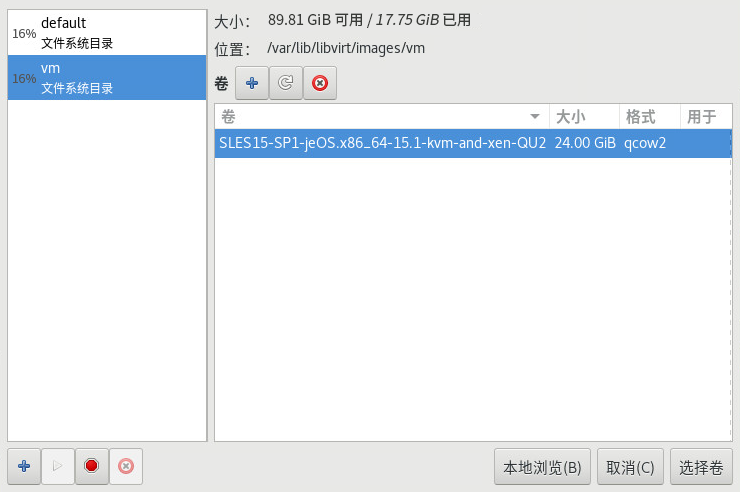 16%
default
文件系统目录
16%
vm
文件系统目录
大小： 89.81 GiB 可用 / 17.75 GiB 已用
位置： /var/lib/libvirt/images/vm
卷
卷 大小 格式 用于
SLES15-SP1-jeOS.x86_64-15.1-kvm-and-xen-QU2 24.00 GiB qcow2
本地浏览(B) 取消(C) 选择卷